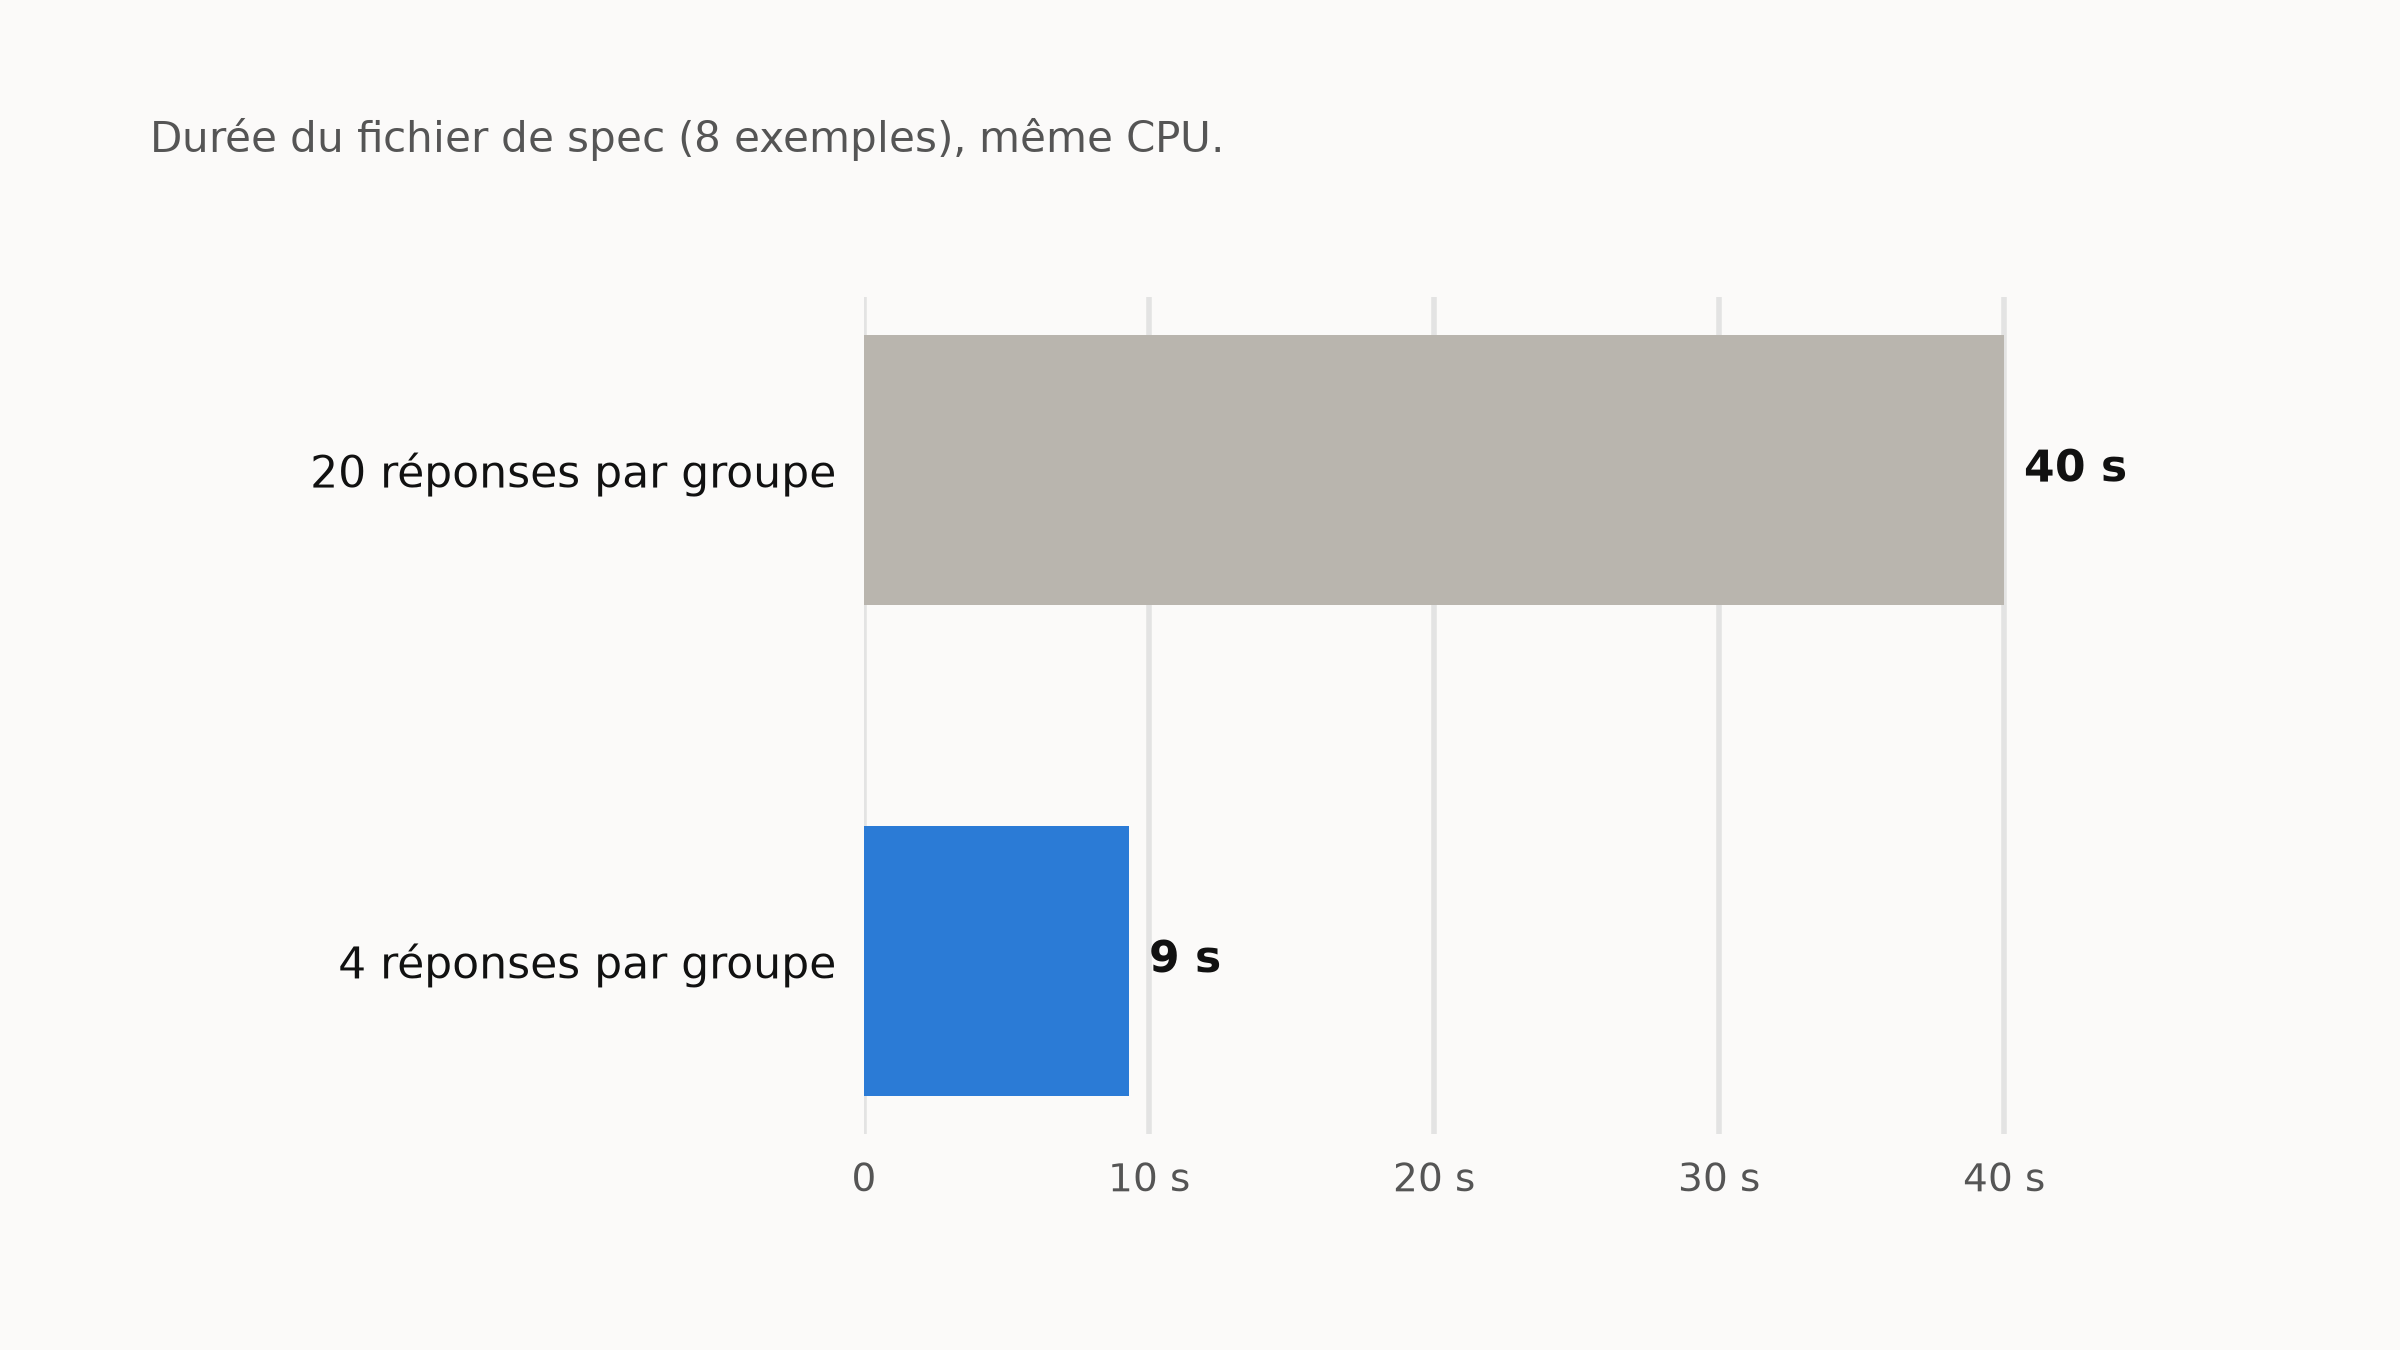 Durée du fichier de spec (8 exemples), même CPU.
20 réponses par groupe
40 s
4 réponses par groupe
9 s
0
10 s
20 s
30 s
40 s